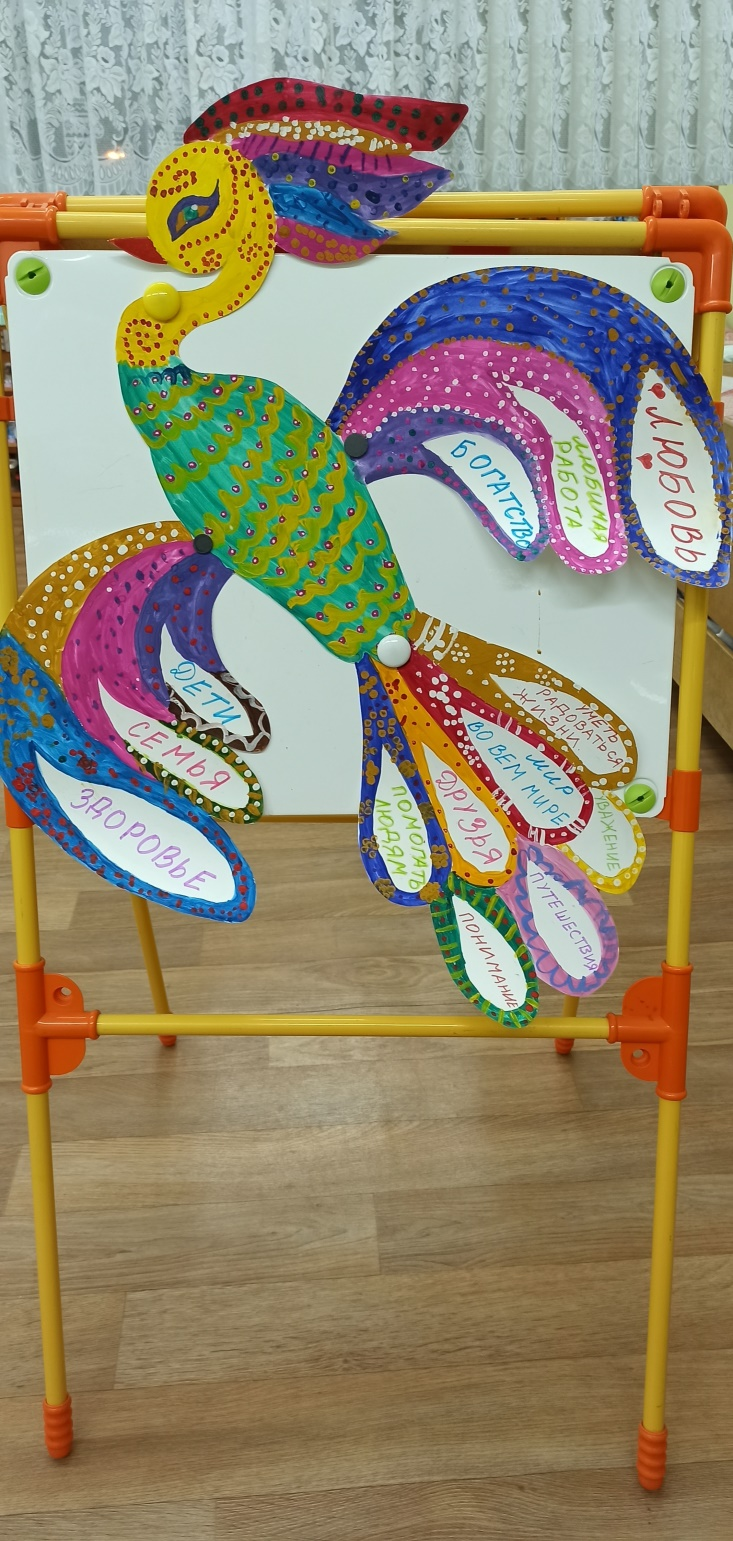 ЛЮБОВЬ
ЛЮБИМАЯ
РАБОТА
БОГАТСТВО
ДЕТИ
СЕМЬЯ
ЗДОРОВЬЕ
УМЕТЬ
РАДОВАТЬСЯ
ЖИЗНИ.
МИР
ВО ВЕМ МИРЕ
УВАЖЕНИЕ
ДРУЗЬЯ
ПОМОГАТЬ
ЛЮДЯМ
ПУТЕШЕСТВИЯ
ПОНИМАНИЕ